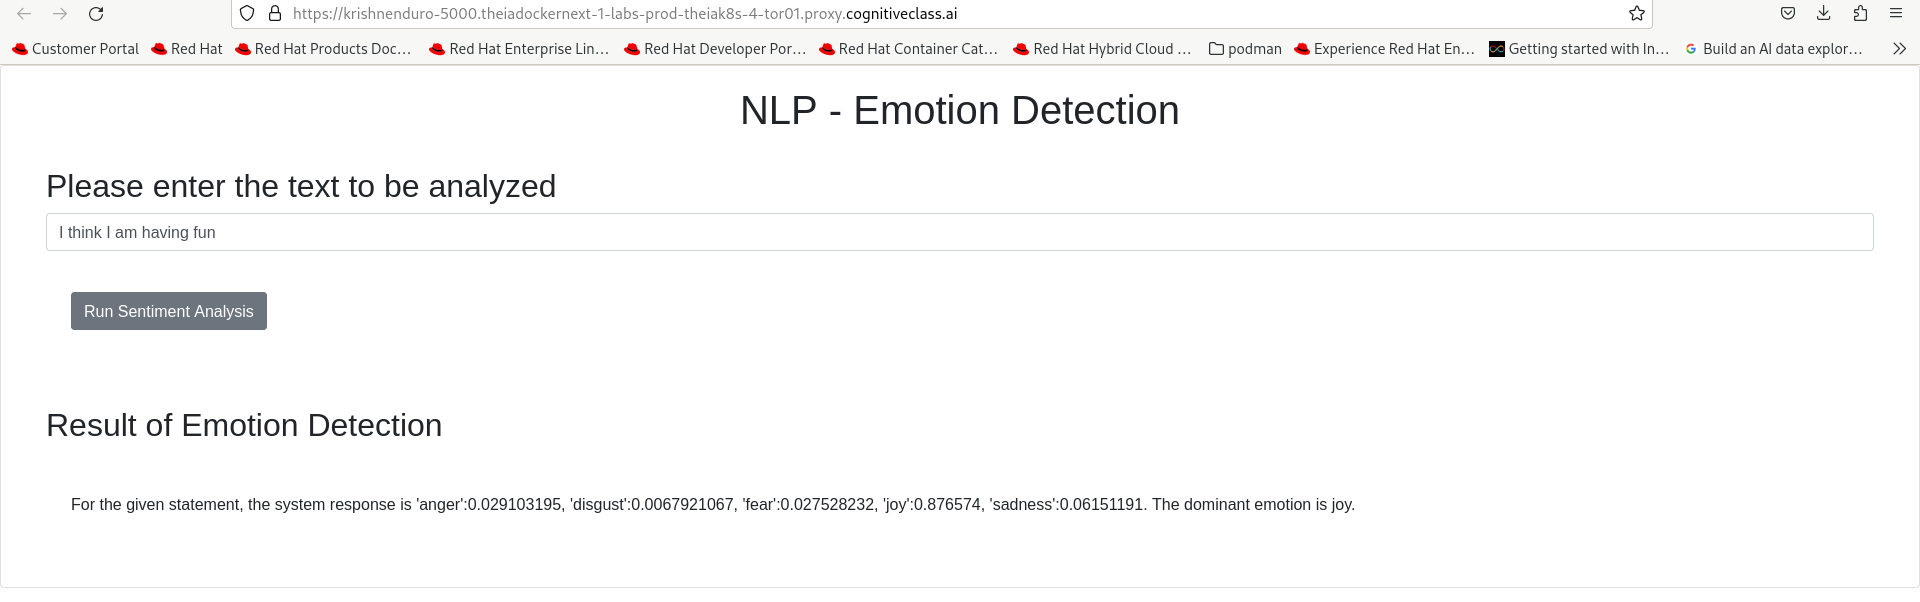 https://krishnenduro-5000.theiadockernext-1-labs-prod-theiak8s-4-tor01.proxy.cognitiveclass.ai
Customer Portal Red Hat Red Hat Products Doc… Red Hat Enterprise Lin… Red Hat Developer Por… Red Hat Container Cat… Red Hat Hybrid Cloud … podman Experience Red Hat En… Getting started with In… Build an AI data explor…
NLP - Emotion Detection
Please enter the text to be analyzed
I think I am having fun
Run Sentiment Analysis
Result of Emotion Detection
For the given statement, the system response is 'anger':0.029103195, 'disgust':0.0067921067, 'fear':0.027528232, 'joy':0.876574, 'sadness':0.06151191. The dominant emotion is joy.